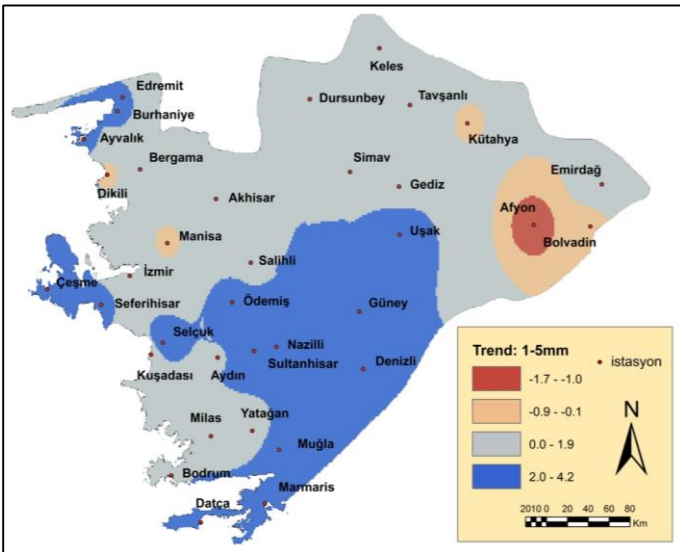 Keles
Edremit
Dursunbey
Tavşanlı
Burhaniye
Kütahya
Ayvalık
Bergama
Simav
Emirdağ
Dikili
Gediz
Akhisar
Afyon
Uşak
Bolvadin
Manisa
Salihli
İzmir
Çeşme
Seferihisar
Ödemiş
Güney
Selçuk
Nazilli
Sultanhisar
Denizli
Kuşadası
Aydın
Milas
Yatağan
Muğla
Bodrum
Marmaris
Datça
Trend: 1-5mm
istasyon
-1.7 - -1.0
-0.9 - -0.1
N
0.0 - 1.9
2.0 - 4.2
2010 0 20 40 60 80
Km